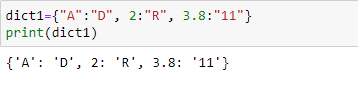 dict1={"A":"D", 2:"R", 3.8:"11"}
print(dict1)
{'A': 'D', 2: 'R', 3.8: '11'}